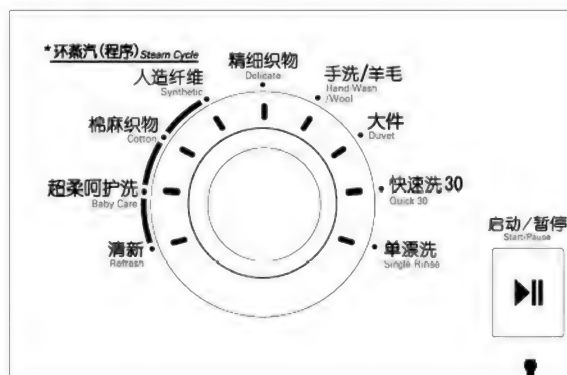 *环蒸汽(程序) Steam Cycle
人造纤维
Synthetic
棉麻织物
Cotton
超柔呵护洗
Baby Care
清新
Refresh
精细织物
Delicate
手洗/羊毛
Hand Wash
/Wool
大件
Duvet
快速洗30
Quick 30
单漂洗
Single Rinse
启动/暂停
Start/Pause